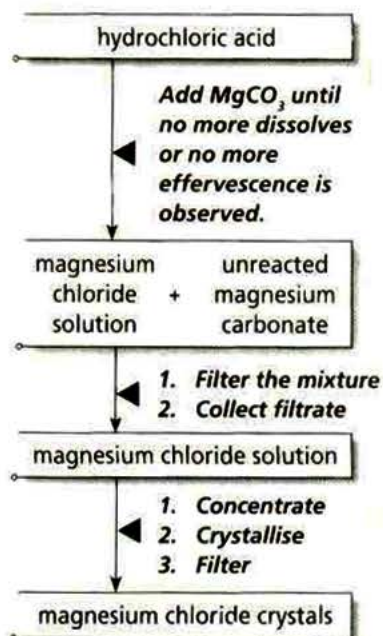 hydrochloric acid
Add MgCO₃ until
no more dissolves
or no more
effervescence is
observed.
magnesium unreacted
chloride + magnesium
solution carbonate
1. Filter the mixture
2. Collect filtrate
magnesium chloride solution
1. Concentrate
2. Crystallise
3. Filter
magnesium chloride crystals